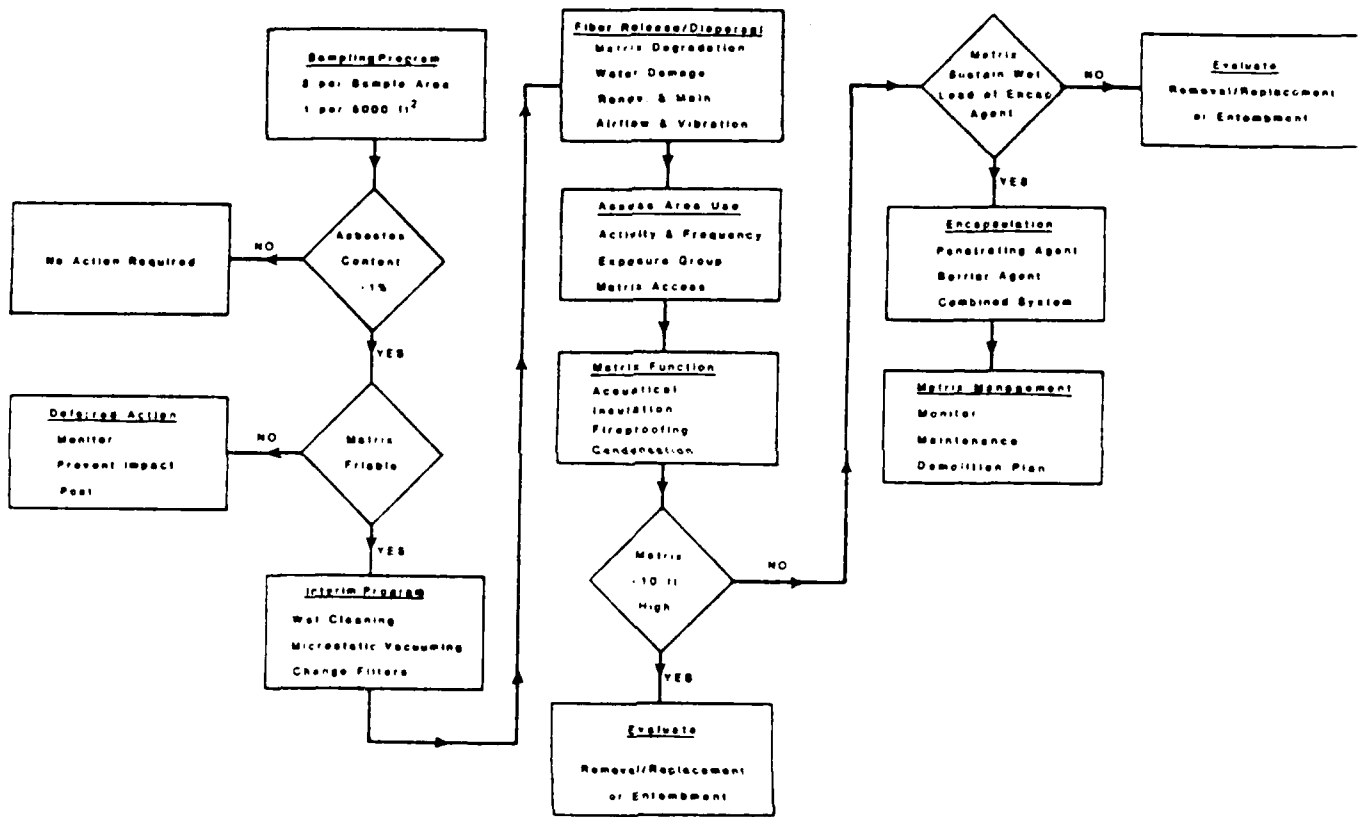 Sampling Program
3 per Sample Area
1 per 5000 ft²
Asbestos
Content
-1%
NO
No Action Required
YES
Matrix
Friable
NO
Deferred Action
Monitor
Prevent Impact
Post
YES
Interim Program
Wet Cleaning
Microstatic Vacuuming
Change Filters
Fiber Release/Dispersal
Matrix Degradation
Water Damage
Renov. & Main
Airflow & Vibration
Assess Area Use
Activity & Frequency
Exposure Group
Matrix Access
Matrix Function
Acoustical
Insulation
Fireproofing
Condensation
Matrix
-10 ft
High
NO
YES
Evaluate
Removal/Replacement
or Entombment
Matrix
Sustain Wet
Load of Encap
Agent
NO
Evaluate
Removal/Replacement
or Entombment
YES
Encapsulation
Penetrating Agent
Barrier Agent
Combined System
Matrix Management
Monitor
Maintenance
Demolition Plan